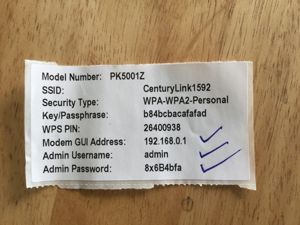 Model Number: PK5001Z
SSID: CenturyLink1592
Security Type: WPA-WPA2-Personal
Key/Passphrase: b84bcbacafafad
WPS PIN: 26400938
Modem GUI Address: 192.168.0.1
Admin Username: admin
Admin Password: 8x6B4bfa